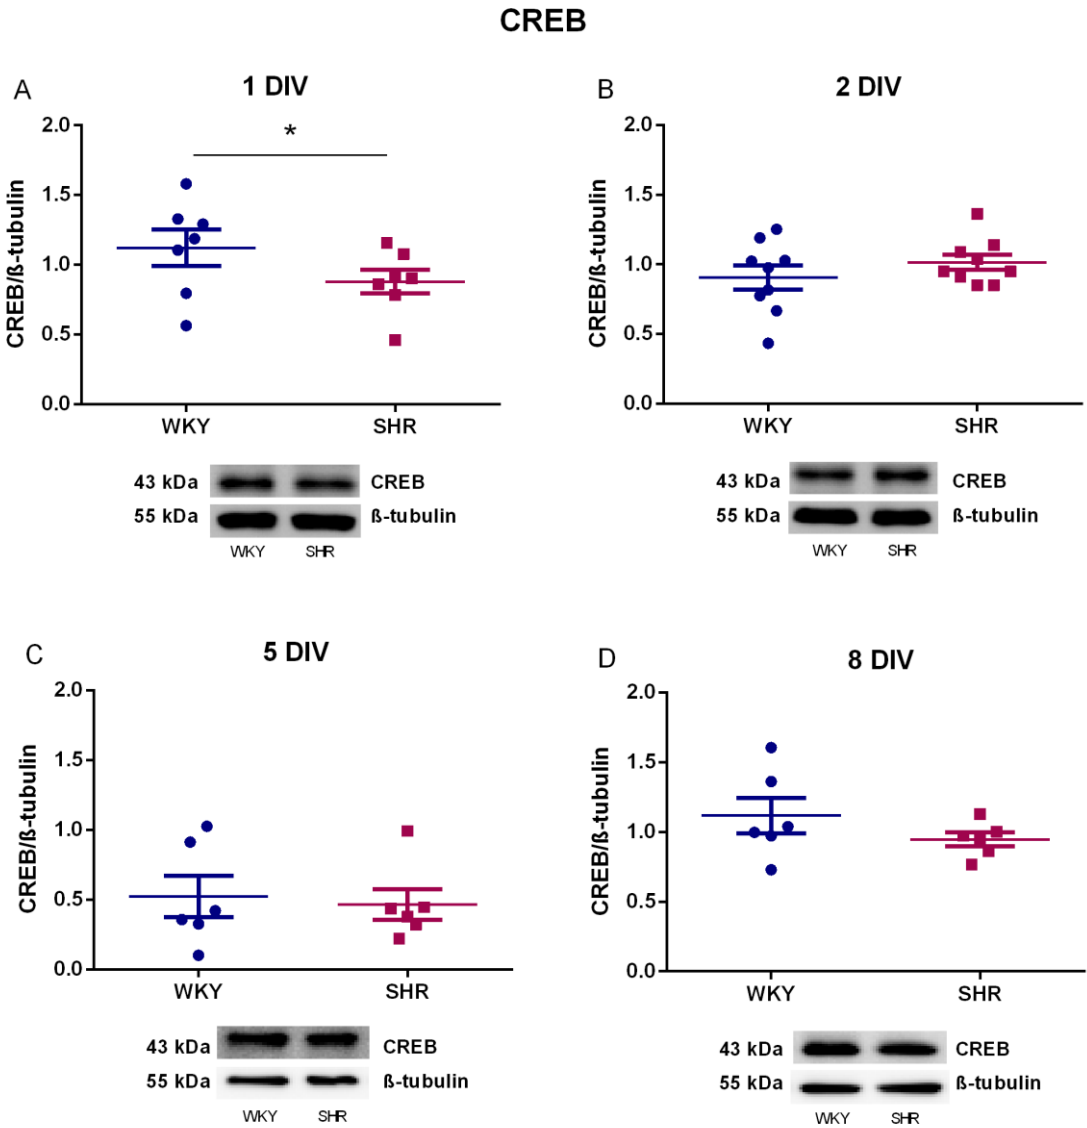 CREB
A
1 DIV
CREB/ß-tubulin
2.0
1.5
1.0
0.5
0.0
*
WKY
SHR
43 kDa
CREB
55 kDa
ß-tubulin
WKY
SHR
B
2 DIV
CREB/ß-tubulin
2.0
1.5
1.0
0.5
0.0
WKY
SHR
43 kDa
CREB
55 kDa
ß-tubulin
WKY
SHR
C
5 DIV
CREB/ß-tubulin
2.0
1.5
1.0
0.5
0.0
WKY
SHR
43 kDa
CREB
55 kDa
ß-tubulin
WKY
SHR
D
8 DIV
CREB/ß-tubulin
2.0
1.5
1.0
0.5
0.0
WKY
SHR
43 kDa
CREB
55 kDa
ß-tubulin
WKY
SHR